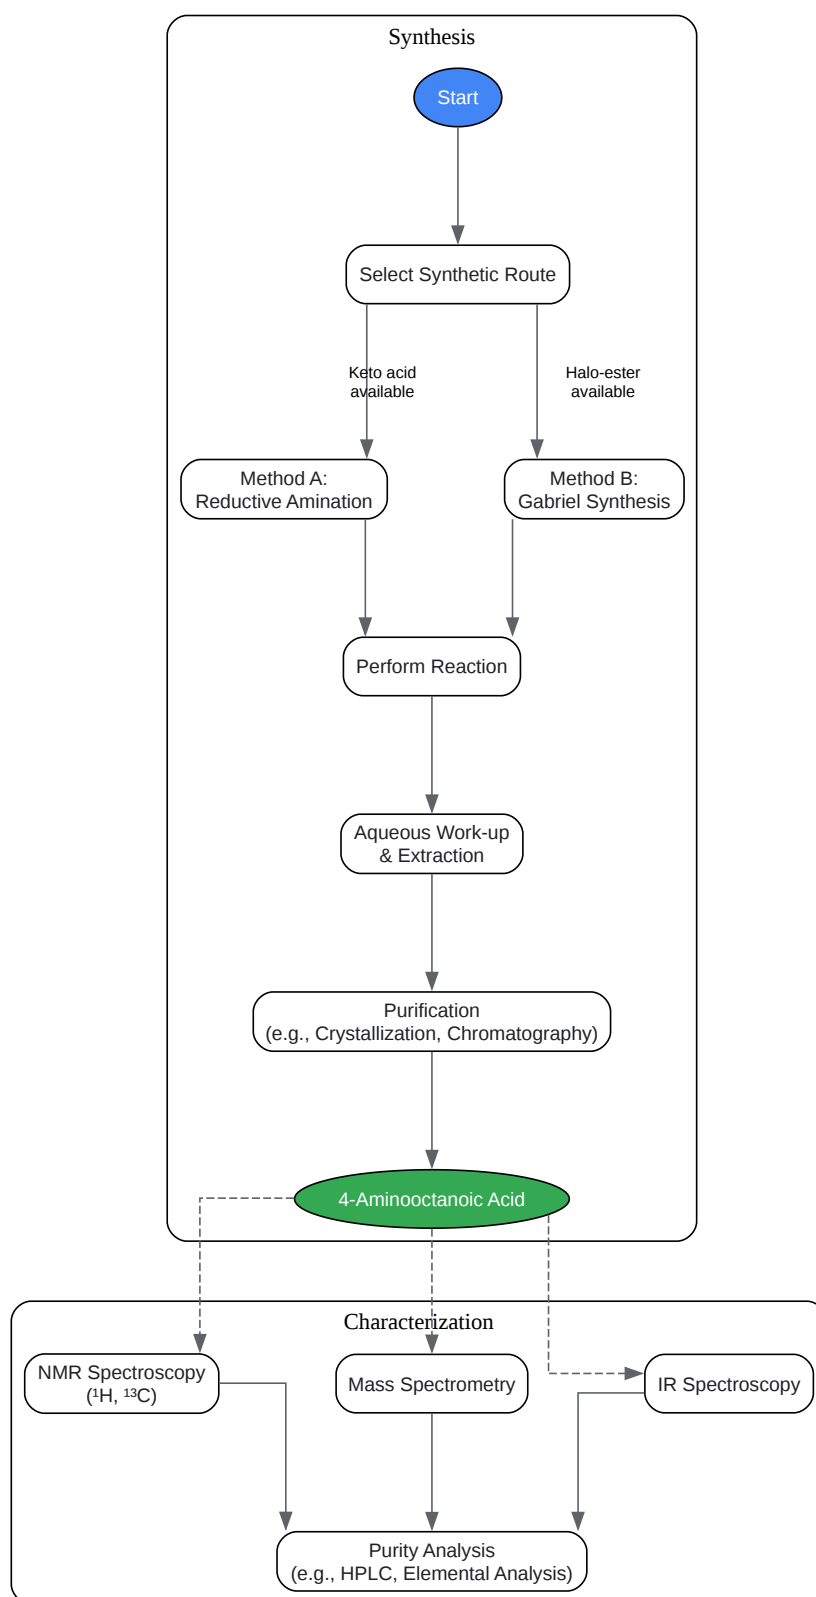 Synthesis
Start
Select Synthetic Route
Keto acid
available
Halo-ester
available
Method A:
Reductive Amination
Method B:
Gabriel Synthesis
Perform Reaction
Aqueous Work-up
& Extraction
Purification
(e.g., Crystallization, Chromatography)
4-Aminooctanoic Acid
Characterization
NMR Spectroscopy
(¹H, ¹³C)
Mass Spectrometry
IR Spectroscopy
Purity Analysis
(e.g., HPLC, Elemental Analysis)